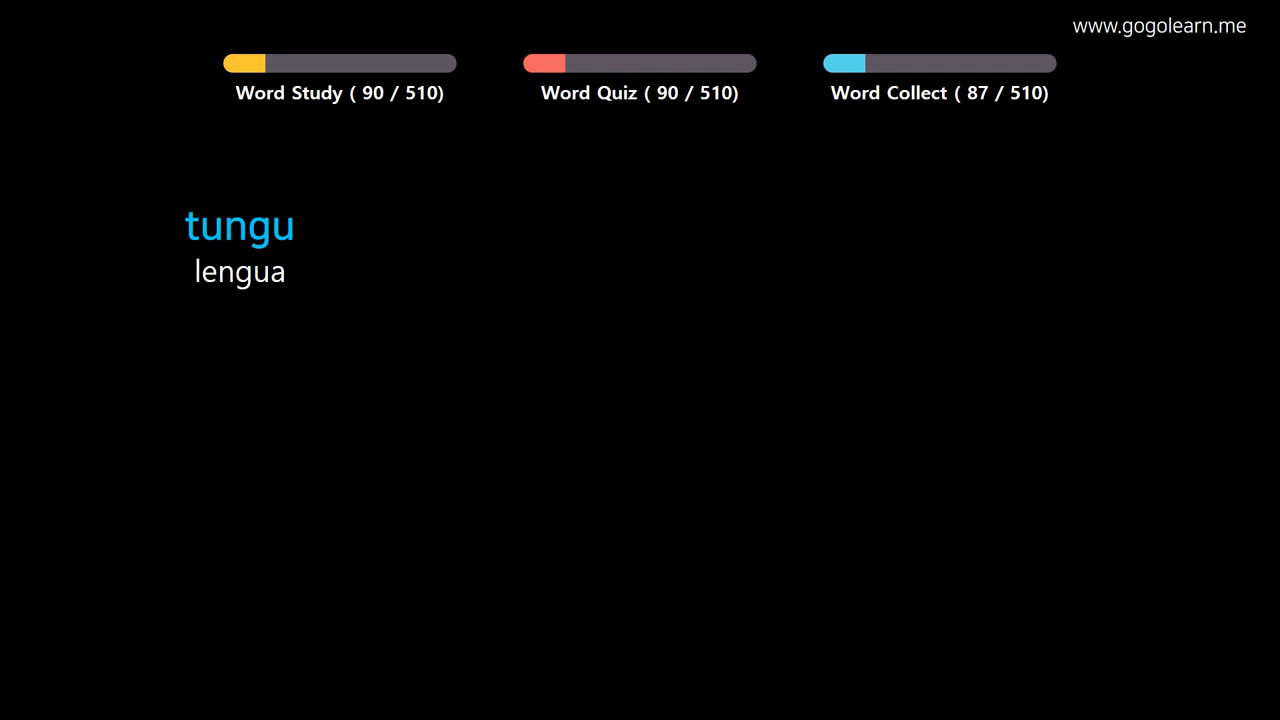 www.gogolearn.me
Word Study ( 90 / 510)
Word Quiz ( 90 / 510)
Word Collect ( 87 / 510)
tungu
lengua